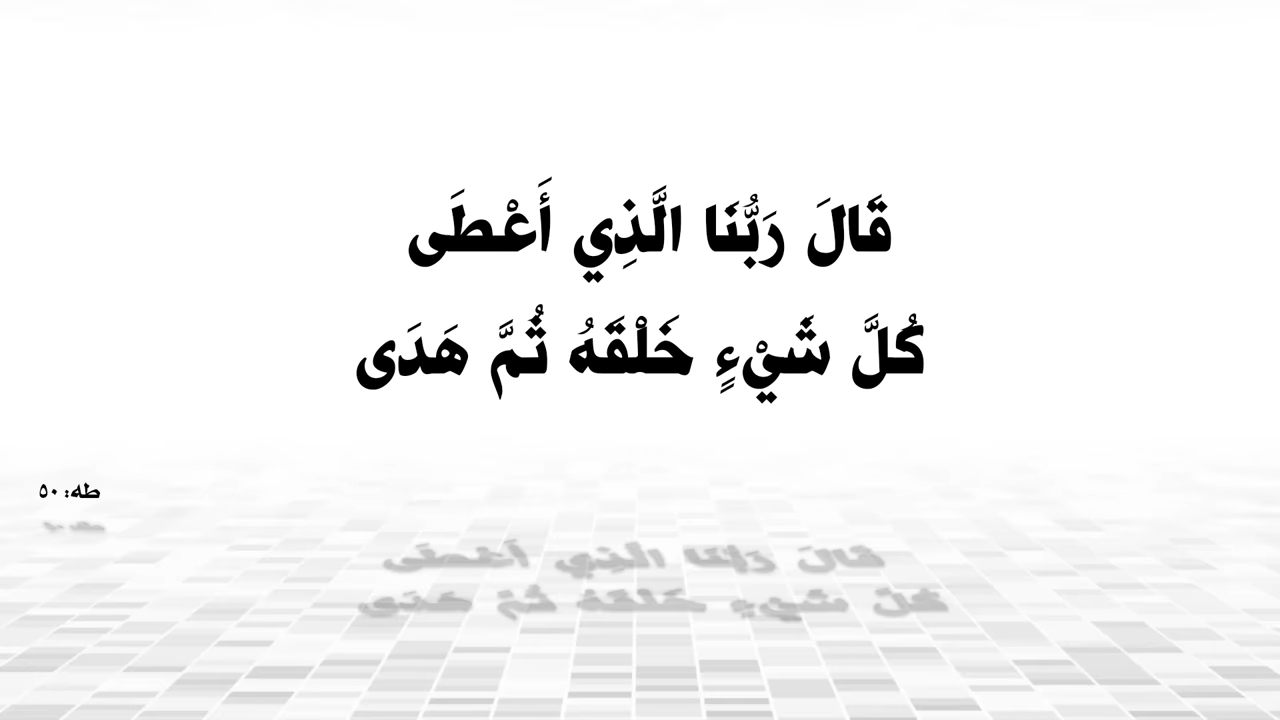 قَالَ رَبُّنَا الَّذِي أَعْطَى
كُلَّ شَيْءٍ خَلْقَهُ ثُمَّ هَدَى
طه: ٥٠